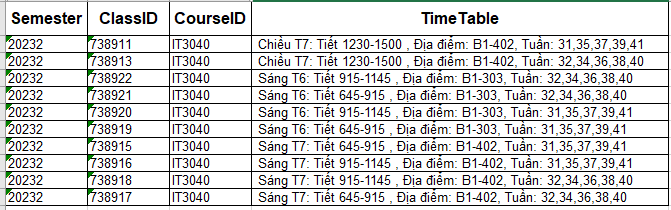 Semester ClassID CourseID TimeTable
20232 738911 IT3040 Chiều T7: Tiết 1230-1500 , Địa điểm: B1-402, Tuần: 31,35,37,39,41
20232 738913 IT3040 Chiều T7: Tiết 1230-1500 , Địa điểm: B1-402, Tuần: 32,34,36,38,40
20232 738922 IT3040 Sáng T6: Tiết 915-1145 , Địa điểm: B1-303, Tuần: 32,34,36,38,40
20232 738921 IT3040 Sáng T6: Tiết 645-915 , Địa điểm: B1-303, Tuần: 32,34,36,38,40
20232 738920 IT3040 Sáng T6: Tiết 915-1145 , Địa điểm: B1-303, Tuần: 31,35,37,39,41
20232 738919 IT3040 Sáng T6: Tiết 645-915 , Địa điểm: B1-303, Tuần: 31,35,37,39,41
20232 738915 IT3040 Sáng T7: Tiết 645-915 , Địa điểm: B1-402, Tuần: 31,35,37,39,41
20232 738916 IT3040 Sáng T7: Tiết 915-1145 , Địa điểm: B1-402, Tuần: 31,35,37,39,41
20232 738918 IT3040 Sáng T7: Tiết 915-1145 , Địa điểm: B1-402, Tuần: 32,34,36,38,40
20232 738917 IT3040 Sáng T7: Tiết 645-915 , Địa điểm: B1-402, Tuần: 32,34,36,38,40